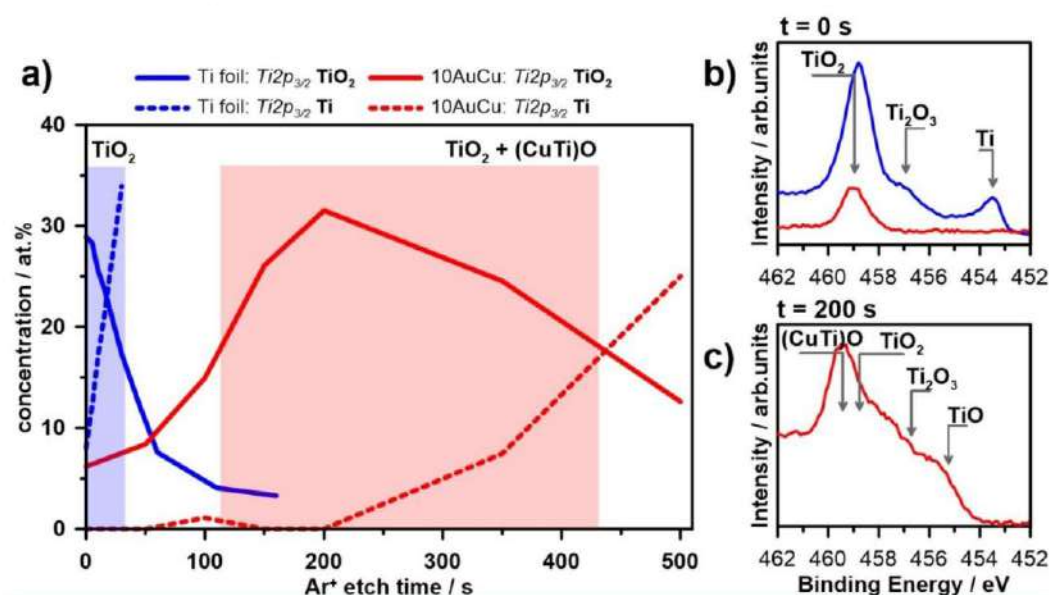 a)
Ti foil: Ti2p3/2 TiO2
10AuCu: Ti2p3/2 TiO2
Ti foil: Ti2p3/2 Ti
10AuCu: Ti2p3/2 Ti
40
30
20
10
0
concentration / at.%
TiO2
TiO2 + (CuTi)O
0 100 200 300 400 500
Ar+ etch time / s
b)
t = 0 s
TiO2
Ti2O3
Ti
Intensity / arb.units
462 460 458 456 454 452
c)
t = 200 s
(CuTi)O
TiO2
Ti2O3
TiO
Intensity / arb.units
462 460 458 456 454 452
Binding Energy / eV